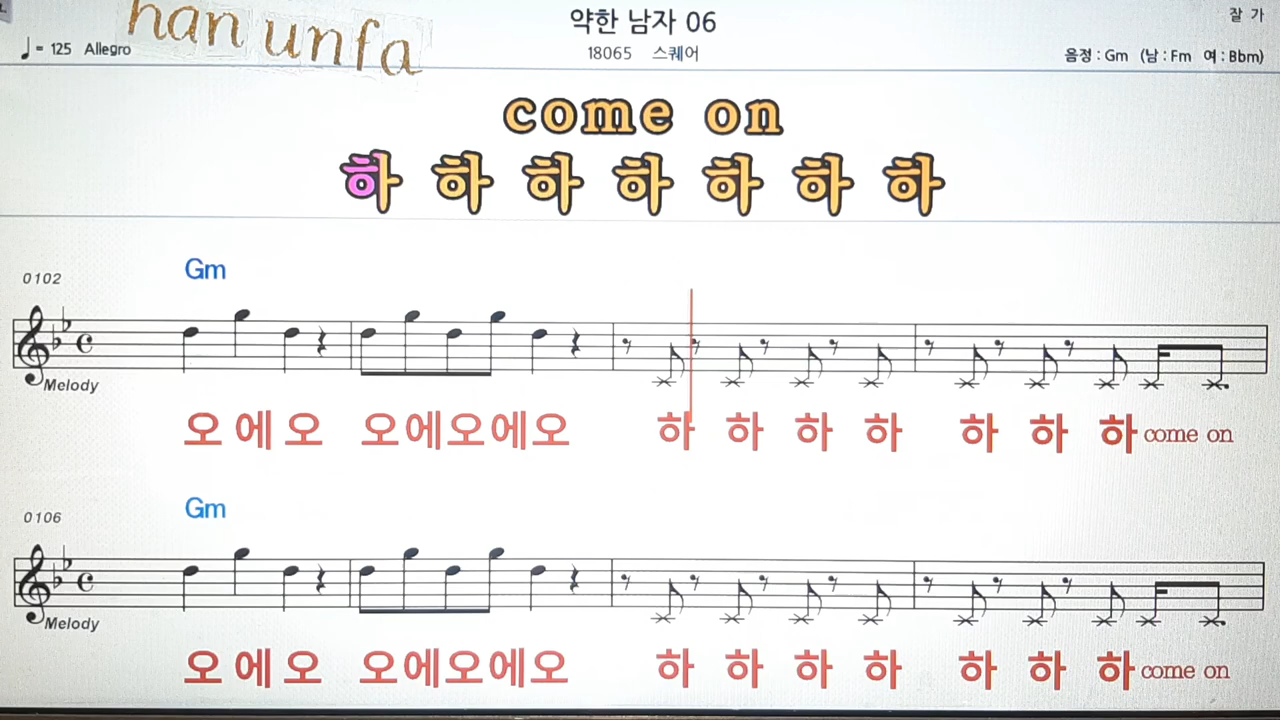 han unfa
약한 남자 06
잘 가
♩= 125 Allegro
18065 스퀘어
음정 : Gm (남 : Fm 여 : Bbm)
come on
하 하 하 하 하 하 하
Gm
0102
Melody
오 에 오 오에오에오 하 하 하 하 하 하 하 come on
Gm
0106
Melody
오 에 오 오에오에오 하 하 하 하 하 하 하 come on